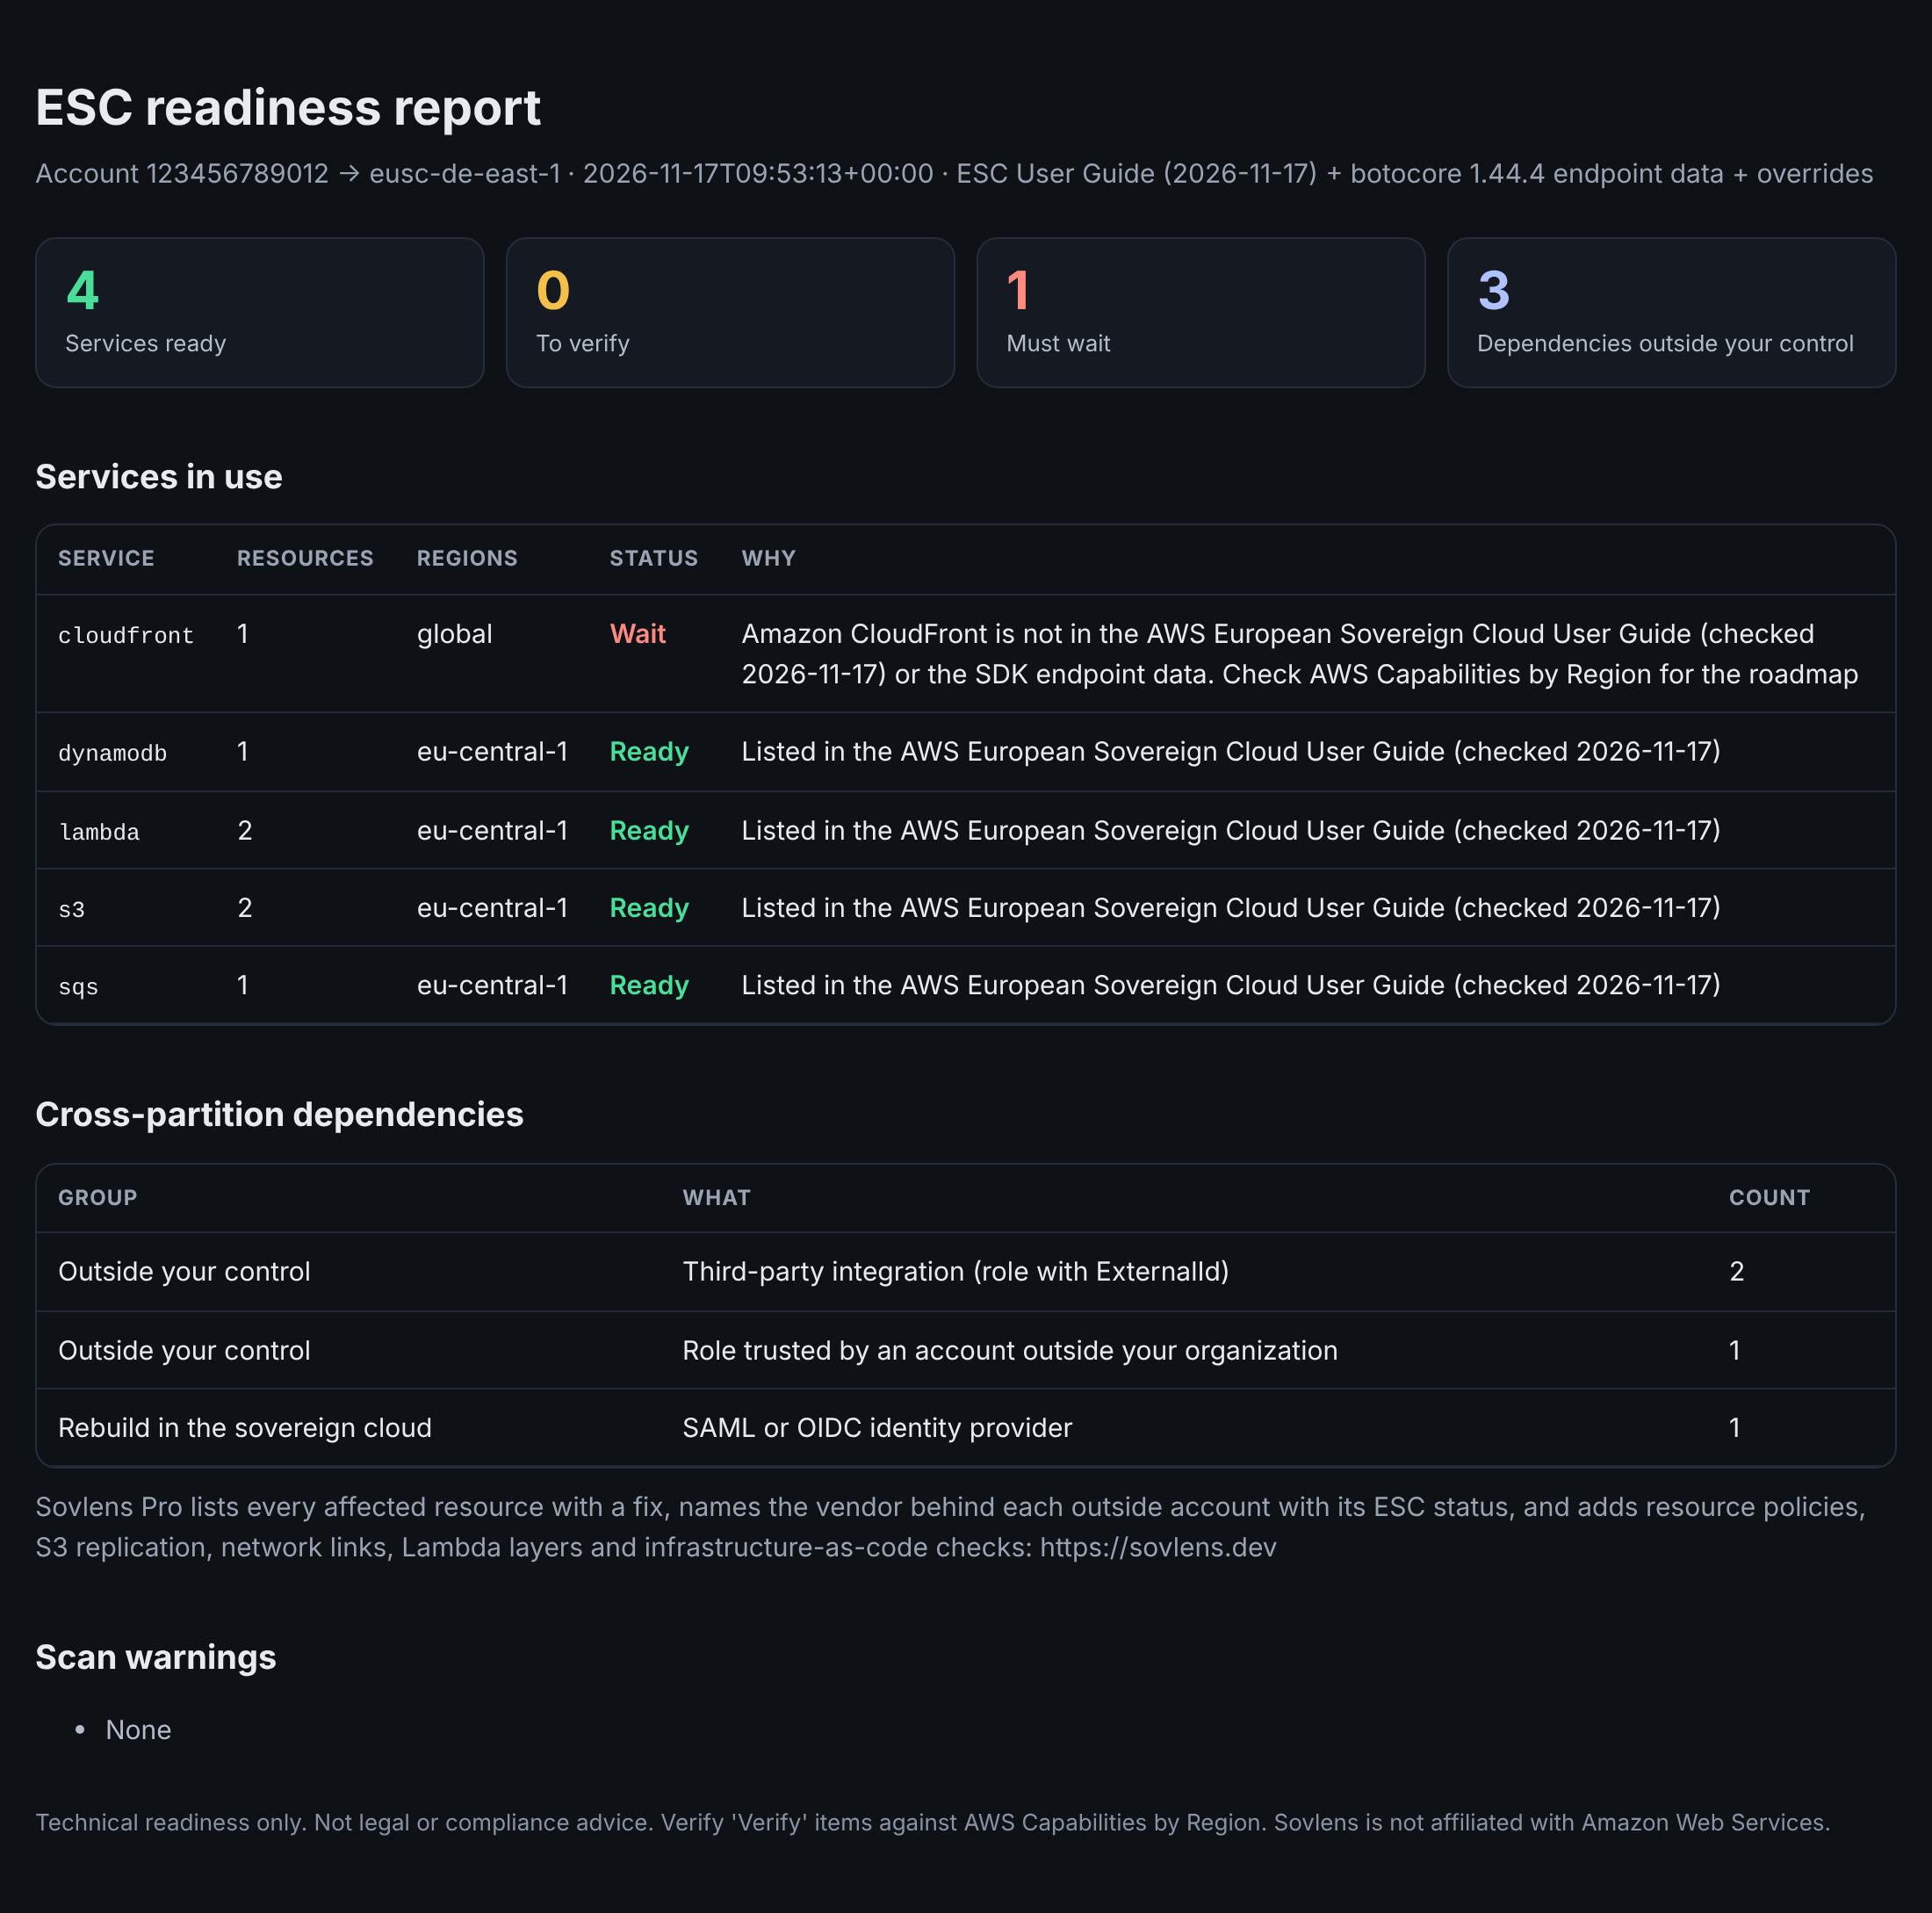 ESC readiness report
Account 123456789012 → eusc-de-east-1 · 2026-11-17T09:53:13+00:00 · ESC User Guide (2026-11-17) + botocore 1.44.4 endpoint data + overrides
4
Services ready
0
To verify
1
Must wait
3
Dependencies outside your control
Services in use
SERVICE RESOURCES REGIONS STATUS WHY
cloudfront 1 global Wait Amazon CloudFront is not in the AWS European Sovereign Cloud User Guide (checked
2026-11-17) or the SDK endpoint data. Check AWS Capabilities by Region for the roadmap
dynamodb 1 eu-central-1 Ready Listed in the AWS European Sovereign Cloud User Guide (checked 2026-11-17)
lambda 2 eu-central-1 Ready Listed in the AWS European Sovereign Cloud User Guide (checked 2026-11-17)
s3 2 eu-central-1 Ready Listed in the AWS European Sovereign Cloud User Guide (checked 2026-11-17)
sqs 1 eu-central-1 Ready Listed in the AWS European Sovereign Cloud User Guide (checked 2026-11-17)
Cross-partition dependencies
GROUP WHAT COUNT
Outside your control Third-party integration (role with ExternalId) 2
Outside your control Role trusted by an account outside your organization 1
Rebuild in the sovereign cloud SAML or OIDC identity provider 1
Sovlens Pro lists every affected resource with a fix, names the vendor behind each outside account with its ESC status, and adds resource policies,
S3 replication, network links, Lambda layers and infrastructure-as-code checks: https://sovlens.dev
Scan warnings
• None
Technical readiness only. Not legal or compliance advice. Verify 'Verify' items against AWS Capabilities by Region. Sovlens is not affiliated with Amazon Web Services.